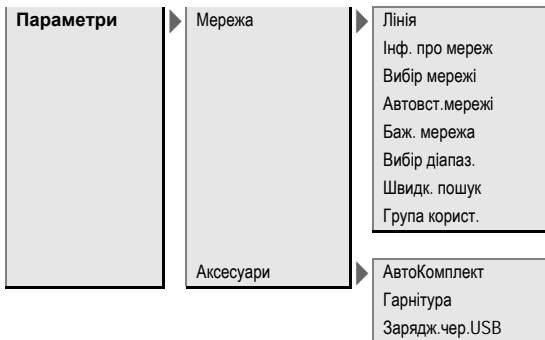 Параметри
Мережа
Лінія
Інф. про мереж
Вибір мережі
Автовст.мережі
Баж. мережа
Вибір діапаз.
Швидк. пошук
Група корист.
Аксесуари
АвтоКомплект
Гарнітура
Зарядж.чер.USB